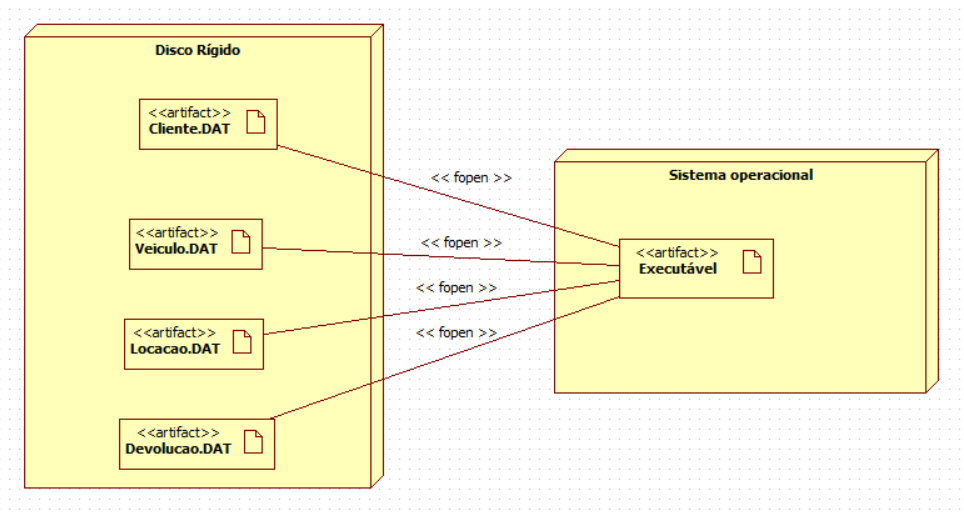 Disco Rígido
<<artifact>>
Cliente.DAT
<< fopen >>
Sistema operacional
<<artifact>>
Veiculo.DAT
<< fopen >>
<<artifact>>
Executável
<< fopen >>
<<artifact>>
Locacao.DAT
<< fopen >>
<<artifact>>
Devolucao.DAT